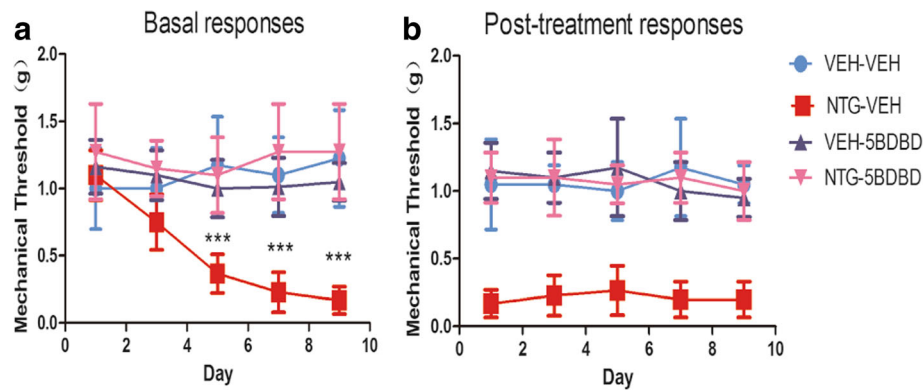 a
Basal responses
Mechanical Threshold (g)
2.0
1.5
1.0
0.5
0.0
***
***
***
0 2 4 6 8 10
Day
b
Post-treatment responses
Mechanical Threshold (g)
2.0
1.5
1.0
0.5
0.0
0 2 4 6 8 10
Day
VEH-VEH
NTG-VEH
VEH-5BDBD
NTG-5BDBD